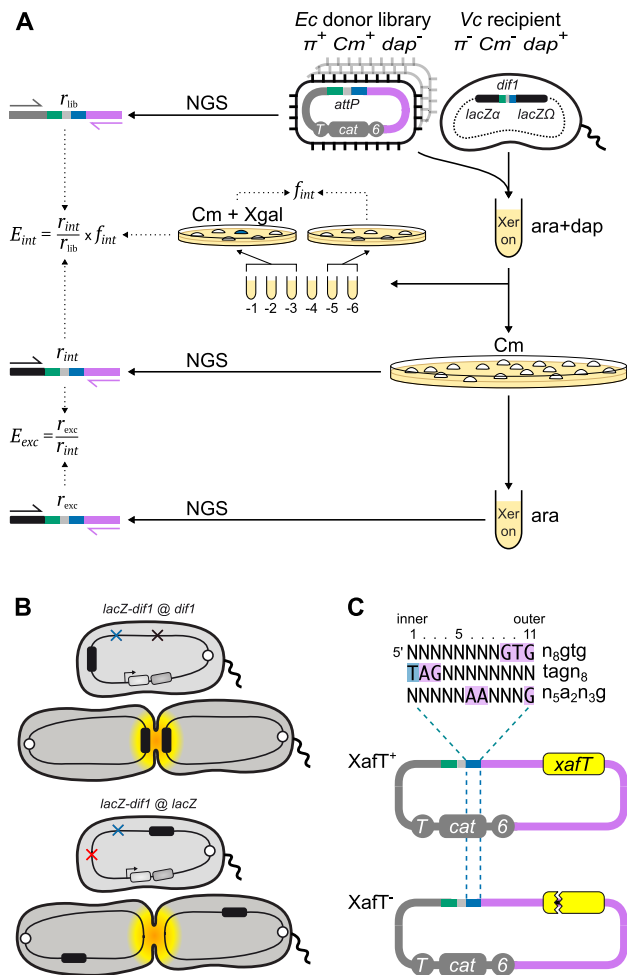 A
Ec donor library
π+ Cm+ dap-
Vc recipient
π- Cm- dap+
rlib
NGS
attP
T cat 6
dif1
lacZα lacZΩ
fint
Cm + Xgal
Eint = rint/rlib x fint
Xer on
ara+dap
-1 -2 -3 -4 -5 -6
Cm
rint
NGS
Eexc = rexc/rint
rexc
NGS
Xer on
ara
B
lacZ-dif1 @ dif1
lacZ-dif1 @ lacZ
C
inner outer
1 . . . 5 . . . . . 11
5' NNNNNNNNGTG n8gtg
TAGNNNNNNNN tagn8
NNNNNAANNNG n5a2n3g
XafT+
xafT
T cat 6
XafT-
T cat 6